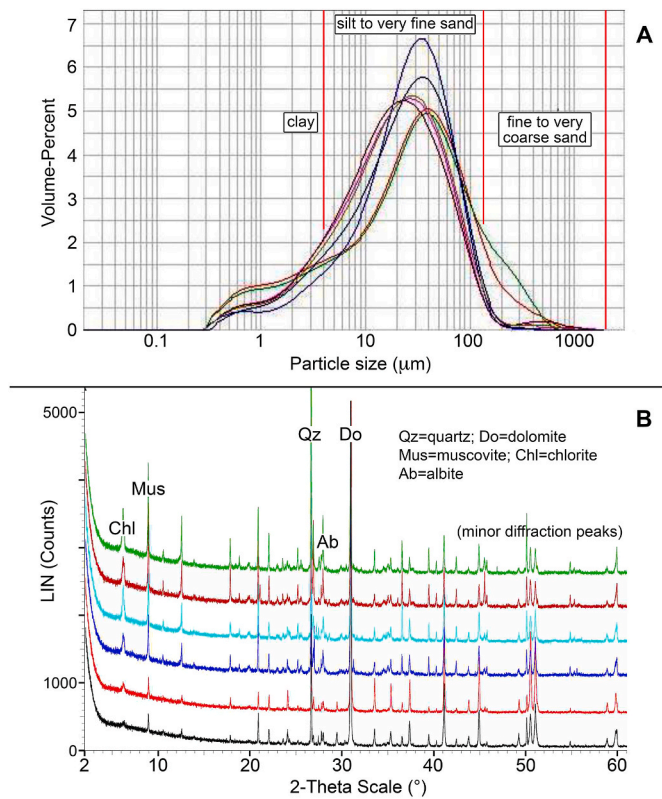 A
silt to very fine sand
clay
fine to very
coarse sand
Volume-Percent
7
6
5
4
3
2
1
0
0.1 1 10 100 1000
Particle size (μm)
B
5000
1000
0
LIN (Counts)
Qz Do
Mus
Chl
Ab
Qz=quartz; Do=dolomite
Mus=muscovite; Chl=chlorite
Ab=albite
(minor diffraction peaks)
2 10 20 30 40 50 60
2-Theta Scale (°)